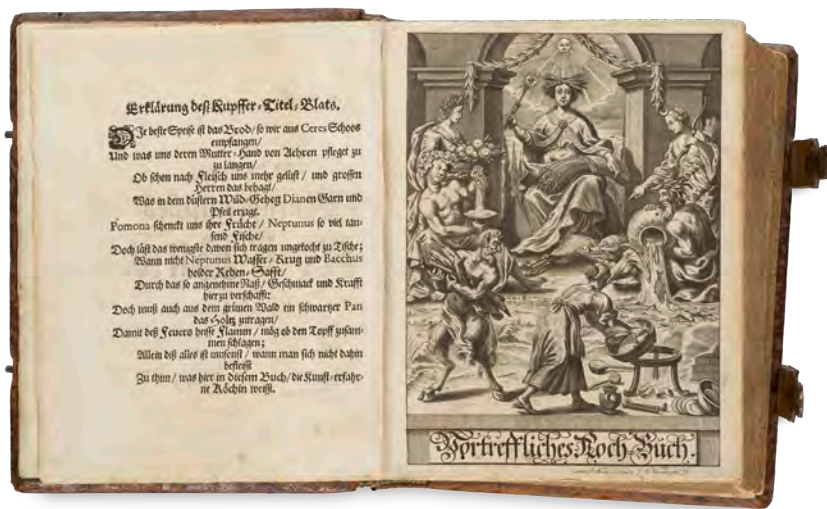 Erklärung deß Kupffer-Titel-Blats.
DJe beste Speise ist das Brod/ so wir aus Ceres Schoos
empfangen/
Und was uns deren Mutter-Hand von Aehren pfleget zu
zu langen/
Ob schon nach Fleisch uns mehr gelüst / und grossen
Herren das behagt/
Was in dem düstern Wild-Geheg Dianen Garn und
Pfeil erjagt.
Pomona schenckt uns ihre Frücht / Neptunus so viel tau-
send Fische/
Doch läst das wenigste davon sich tragen ungekocht zu Tische;
Wann nicht Neptunus Wasser-Krug und Bacchus
holder Reben-Safft/
Durch das so angenehme Naß/ Geschmack und Krafft
hierzu verschafft:
Doch muß auch aus dem grünen Wald ein schwartzer Pan
das Holtz zutragen/
Damit deß Feuers heisse Flamm / mög ob den Topff zusam-
men schlagen;
Allein diß alles ist umsonst / wann man sich nicht dahin
befleisst
Zu thun / was hier in diesem Buch/ die Kunst-erfahr-
ne Köchin weist.
Vortreffliches Koch-Buch.